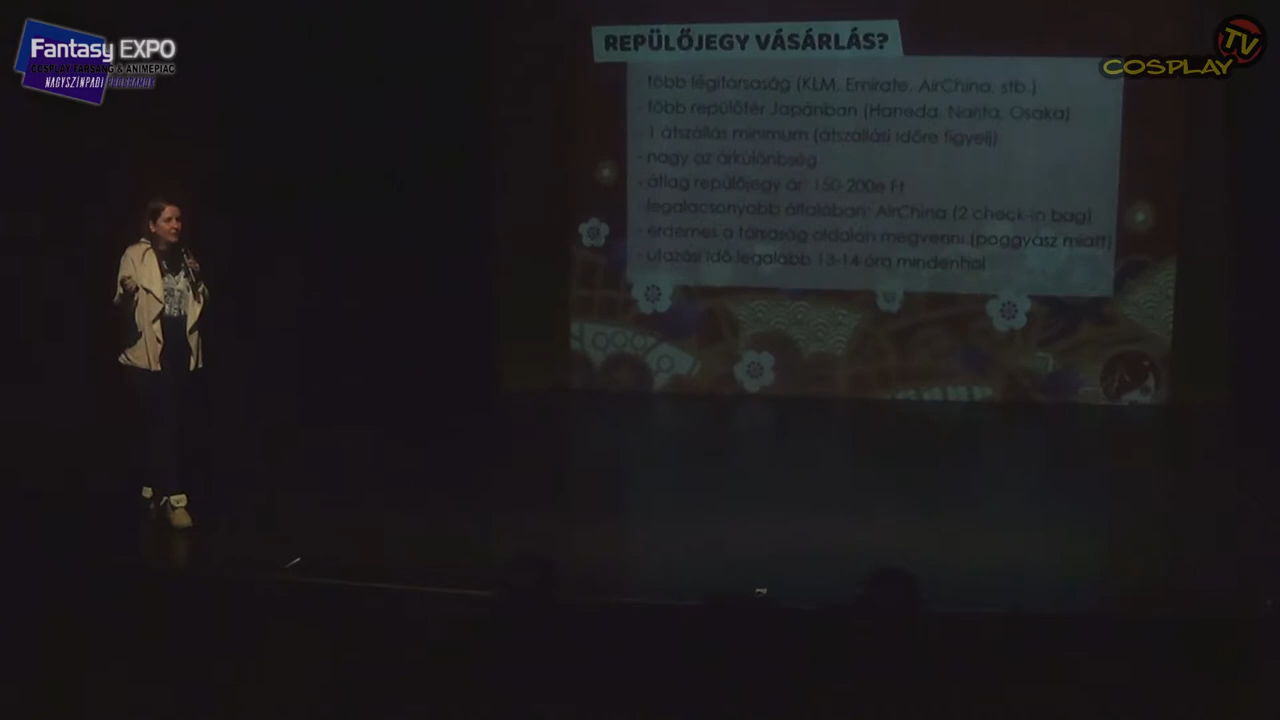 Fantasy EXPO
COSPLAY FARSANG & ANIMEPIAC
NAGYSZÍNPADI PROGRAMOK
TV
COSPLAY
REPÜLŐJEGY VÁSÁRLÁS?
- több légitársaság (KLM, Emirate, AirChina, stb.)
- több repülőtér Japánban (Haneda, Narita, Osaka)
- 1 átszállás minimum (átszállási időre figyelj)
- nagy az árkülönbség
- átlag repülőjegy ár: 150-200e Ft
- legalacsonyabb általában: AirChina (2 check-in bag)
- érdemes a társaság oldalán megvenni (poggyász miatt)
- utazási idő legalább 13-14 óra mindenhol